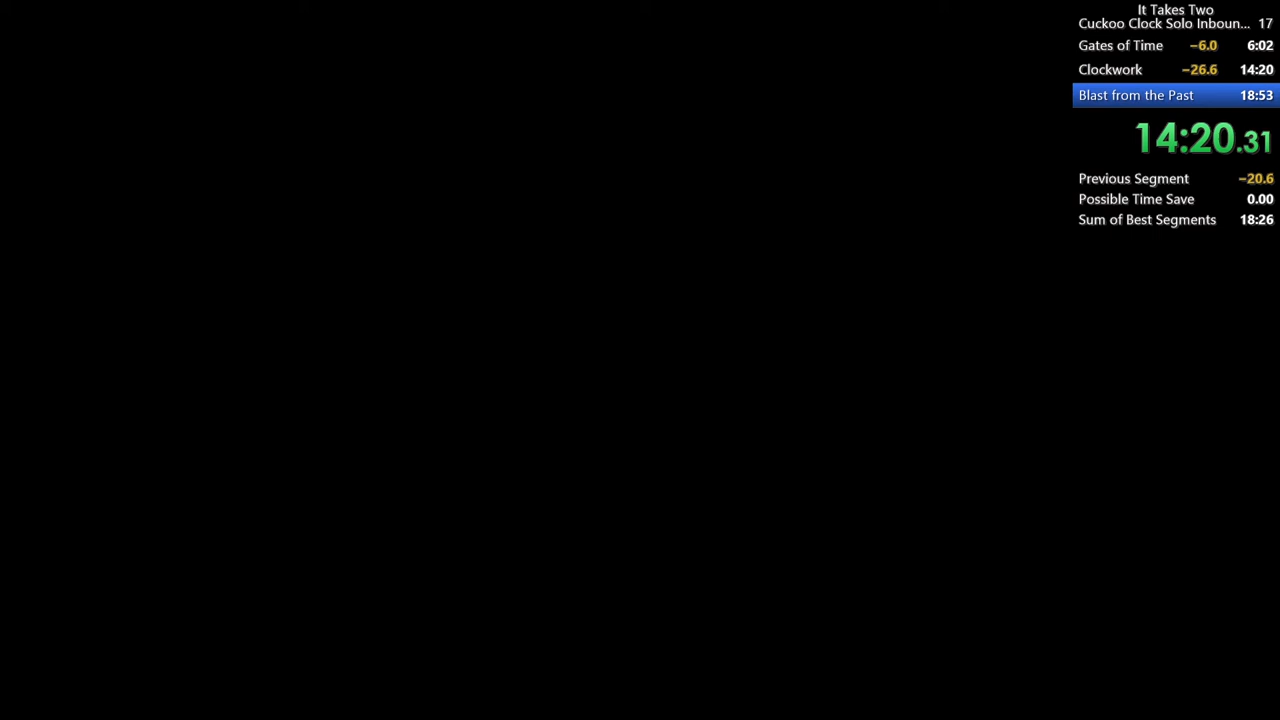 It Takes Two
Cuckoo Clock Solo Inboun... 17
Gates of Time −6.0 6:02
Clockwork −26.6 14:20
Blast from the Past 18:53
14:20.31
Previous Segment −20.6
Possible Time Save 0.00
Sum of Best Segments 18:26